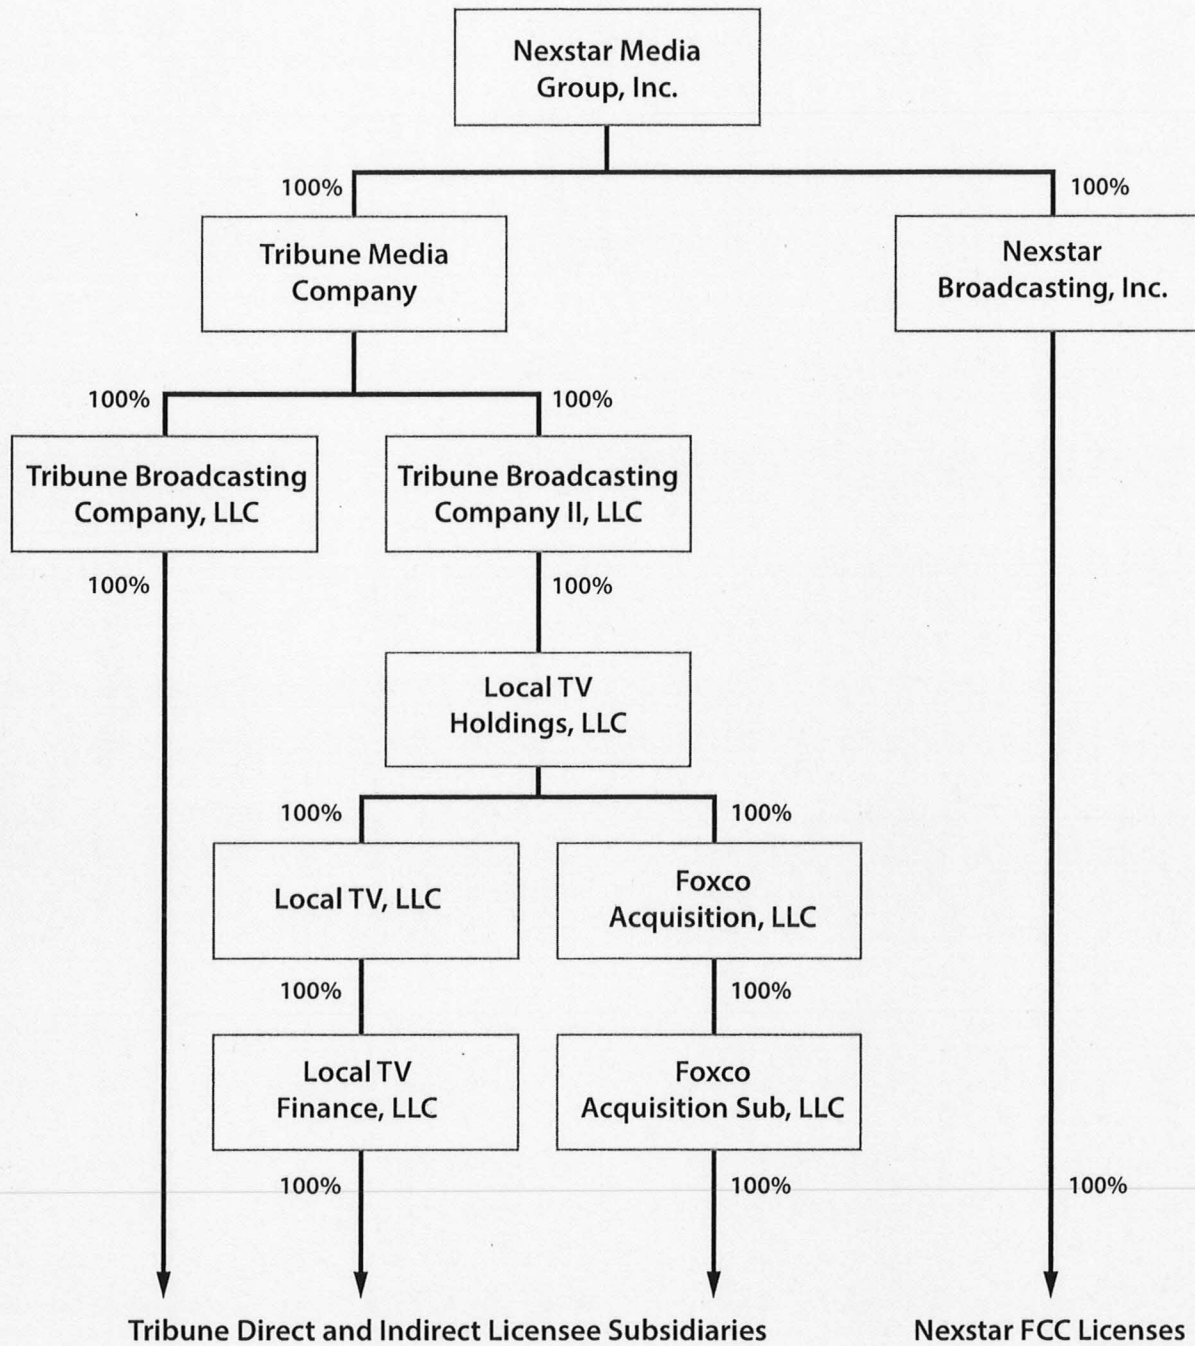 Nexstar Media
Group, Inc.
100%
100%
Tribune Media
Company
Nexstar
Broadcasting, Inc.
100%
100%
Tribune Broadcasting
Company, LLC
Tribune Broadcasting
Company II, LLC
100%
100%
Local TV
Holdings, LLC
100%
100%
Local TV, LLC
Foxco
Acquisition, LLC
100%
100%
Local TV
Finance, LLC
Foxco
Acquisition Sub, LLC
100%
100%
100%
Tribune Direct and Indirect Licensee Subsidiaries
Nexstar FCC Licenses